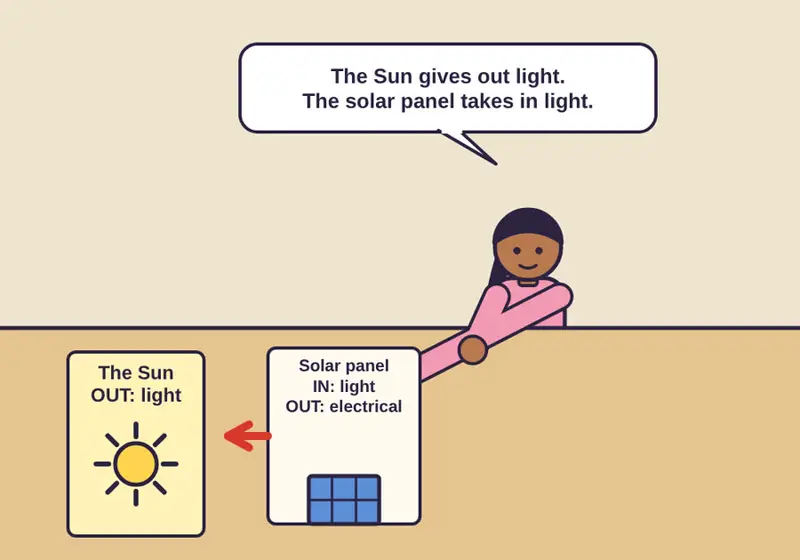 The Sun gives out light.
The solar panel takes in light.
The Sun
OUT: light
Solar panel
IN: light
OUT: electrical